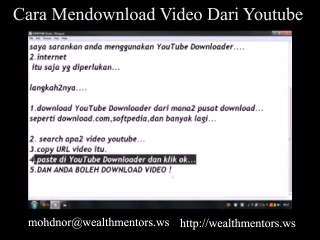 Cara Mendownload Video Dari Youtube
saya sarankan anda menggunakan YouTube Downloader....
2.internet
itu saja yg diperlukan...
langkah2nya....
1.download YouTube Downloader dari mana2 pusat download...
seperti download.com,softpedia,dan banyak lagi...
2. search apa2 video youtube...
3.copy URL video itu.
4.paste di YouTube Downloader dan klik ok...
5.DAN ANDA BOLEH DOWNLOAD VIDEO !
mohdnor@wealthmentors.ws http://wealthmentors.ws